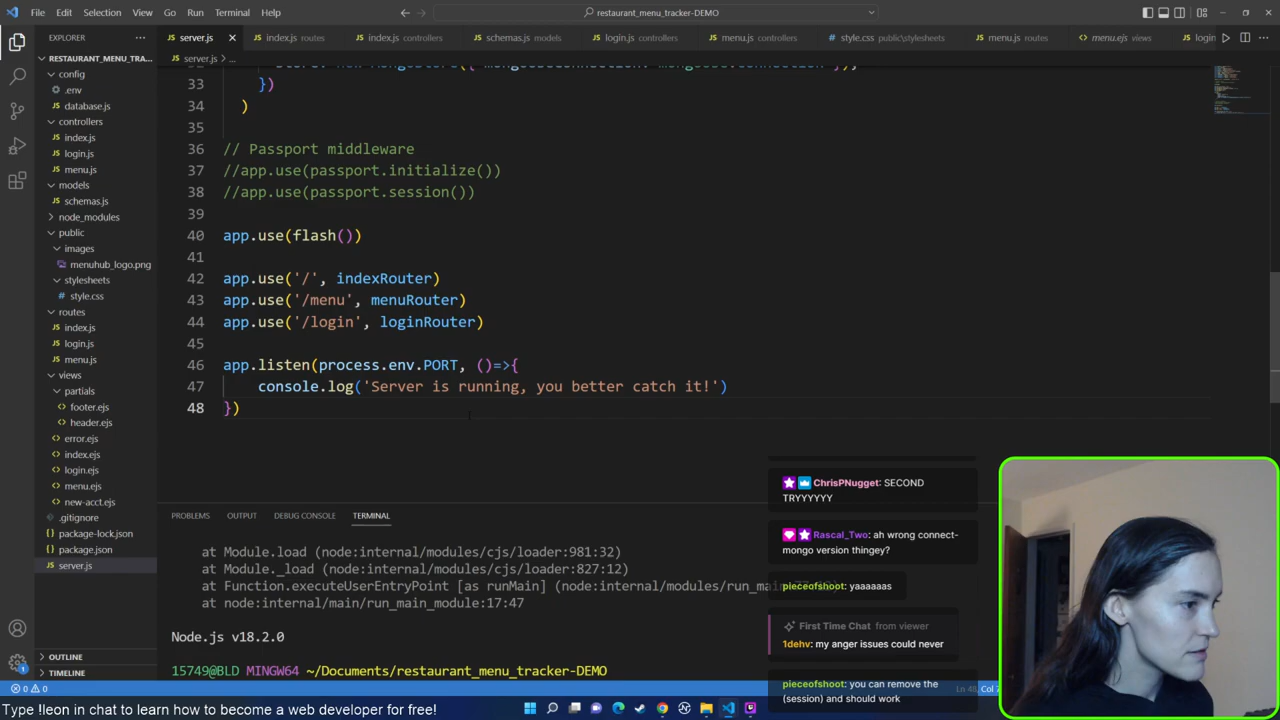 File Edit Selection View Go Run Terminal Help
restaurant_menu_tracker-DEMO
EXPLORER
server.js
index.js routes
index.js controllers
schemas.js models
login.js controllers
menu.js controllers
style.css public\stylesheets
menu.js routes
menu.ejs views
login
RESTAURANT_MENU_TRA...
server.js > ...
config
.env
database.js
controllers
index.js
login.js
menu.js
models
schemas.js
node_modules
public
images
menuhub_logo.png
stylesheets
style.css
routes
index.js
login.js
menu.js
views
partials
footer.ejs
header.ejs
error.ejs
index.ejs
login.ejs
menu.ejs
new-acct.ejs
.gitignore
package-lock.json
package.json
server.js
OUTLINE
TIMELINE
33 })
34 )
35
36 // Passport middleware
37 //app.use(passport.initialize())
38 //app.use(passport.session())
39
40 app.use(flash())
41
42 app.use('/', indexRouter)
43 app.use('/menu', menuRouter)
44 app.use('/login', loginRouter)
45
46 app.listen(process.env.PORT, ()=>{
47 console.log('Server is running, you better catch it!')
48 })
PROBLEMS OUTPUT DEBUG CONSOLE TERMINAL
at Module.load (node:internal/modules/cjs/loader:981:32)
at Module._load (node:internal/modules/cjs/loader:827:12)
at Function.executeUserEntryPoint [as runMain] (node:internal/modules/run_main
at node:internal/main/run_main_module:17:47
Node.js v18.2.0
15749@BLD MINGW64 ~/Documents/restaurant_menu_tracker-DEMO
ChrisPNugget: SECOND
TRYYYYYY
Rascal_Two: ah wrong connect-
mongo version thingey?
pieceofshoot: yaaaaaas
First Time Chat from viewer
1dehv: my anger issues could never
pieceofshoot: you can remove the
(session) and should work
0 0
Type !leon in chat to learn how to become a web developer for free!